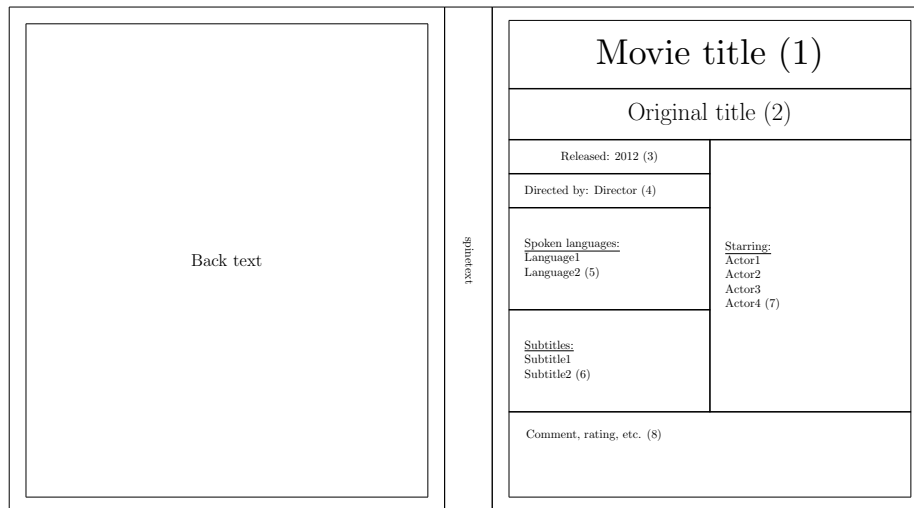 Back text
spinetext
Movie title (1)
Original title (2)
Released: 2012 (3)
Directed by: Director (4)
Spoken languages:
Language1
Language2 (5)
Subtitles:
Subtitle1
Subtitle2 (6)
Starring:
Actor1
Actor2
Actor3
Actor4 (7)
Comment, rating, etc. (8)